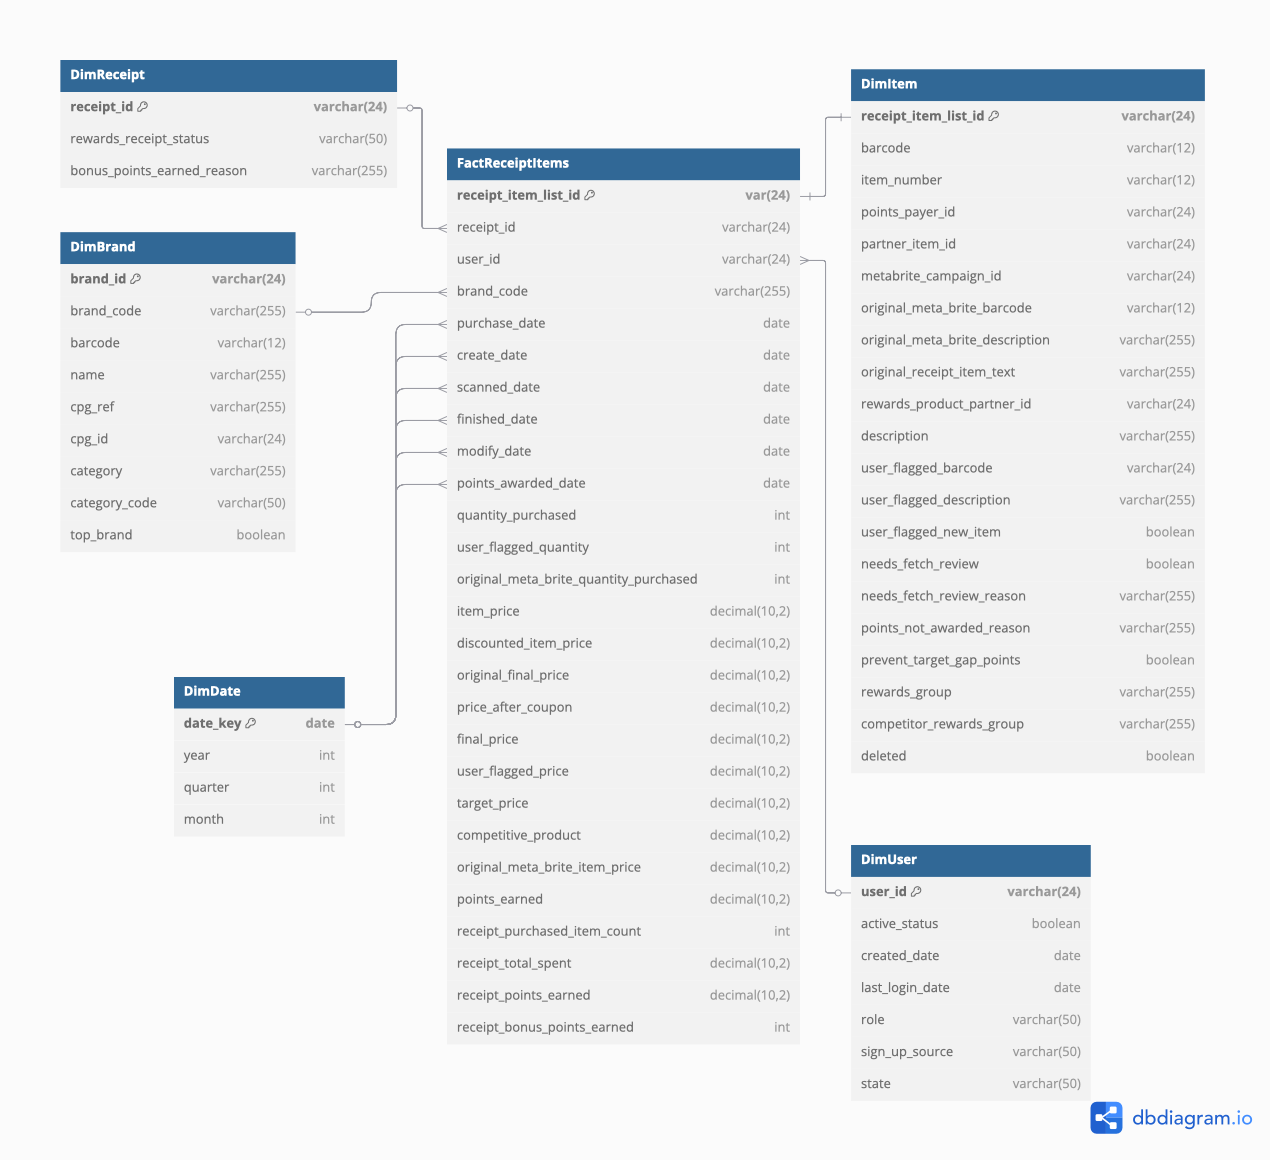 DimReceipt
receipt_id varchar(24)
rewards_receipt_status varchar(50)
bonus_points_earned_reason varchar(255)
DimBrand
brand_id varchar(24)
brand_code varchar(255)
barcode varchar(12)
name varchar(255)
cpg_ref varchar(255)
cpg_id varchar(24)
category varchar(255)
category_code varchar(50)
top_brand boolean
DimDate
date_key date
year int
quarter int
month int
FactReceiptItems
receipt_item_list_id var(24)
receipt_id varchar(24)
user_id varchar(24)
brand_code varchar(255)
purchase_date date
create_date date
scanned_date date
finished_date date
modify_date date
points_awarded_date date
quantity_purchased int
user_flagged_quantity int
original_meta_brite_quantity_purchased int
item_price decimal(10,2)
discounted_item_price decimal(10,2)
original_final_price decimal(10,2)
price_after_coupon decimal(10,2)
final_price decimal(10,2)
user_flagged_price decimal(10,2)
target_price decimal(10,2)
competitive_product decimal(10,2)
original_meta_brite_item_price decimal(10,2)
points_earned decimal(10,2)
receipt_purchased_item_count int
receipt_total_spent decimal(10,2)
receipt_points_earned decimal(10,2)
receipt_bonus_points_earned int
DimItem
receipt_item_list_id varchar(24)
barcode varchar(12)
item_number varchar(12)
points_payer_id varchar(24)
partner_item_id varchar(24)
metabrite_campaign_id varchar(24)
original_meta_brite_barcode varchar(12)
original_meta_brite_description varchar(255)
original_receipt_item_text varchar(255)
rewards_product_partner_id varchar(24)
description varchar(255)
user_flagged_barcode varchar(24)
user_flagged_description varchar(255)
user_flagged_new_item boolean
needs_fetch_review boolean
needs_fetch_review_reason varchar(255)
points_not_awarded_reason varchar(255)
prevent_target_gap_points boolean
rewards_group varchar(255)
competitor_rewards_group varchar(255)
deleted boolean
DimUser
user_id varchar(24)
active_status boolean
created_date date
last_login_date date
role varchar(50)
sign_up_source varchar(50)
state varchar(50)
dbdiagram.io